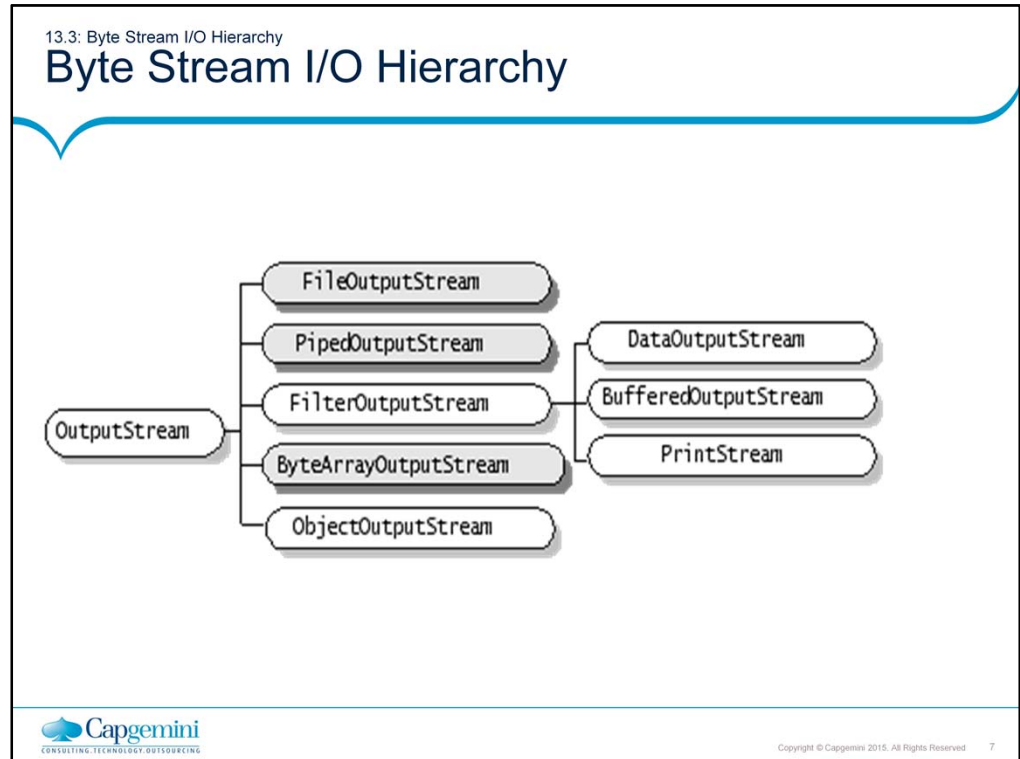 13.3: Byte Stream I/O Hierarchy
Byte Stream I/O Hierarchy
OutputStream
FileOutputStream
PipedOutputStream
FilterOutputStream
ByteArrayOutputStream
ObjectOutputStream
DataOutputStream
BufferedOutputStream
PrintStream
Capgemini
CONSULTING.TECHNOLOGY.OUTSOURCING
Copyright © Capgemini 2015. All Rights Reserved 7